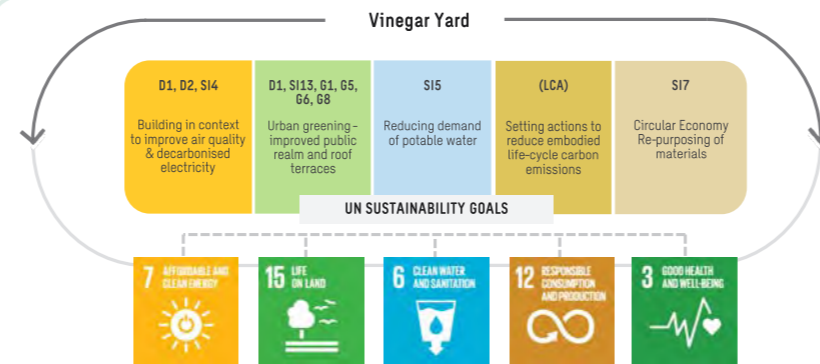 Vinegar Yard
D1, D2, SI4
Building in context
to improve air quality
& decarbonised
electricity
D1, SI13, G1, G5,
G6, G8
Urban greening–
improved public
realm and roof
terraces
SI5
Reducing demand
of potable water
(LCA)
Setting actions to
reduce embodied
life-cycle carbon
emissions
SI7
Circular Economy
Re-purposing of
materials
UN SUSTAINABILITY GOALS
7 AFFORDABLE AND
CLEAN ENERGY
15 LIFE
ON LAND
6 CLEAN WATER
AND SANITATION
12 RESPONSIBLE
CONSUMPTION
AND PRODUCTION
3 GOOD HEALTH
AND WELL-BEING